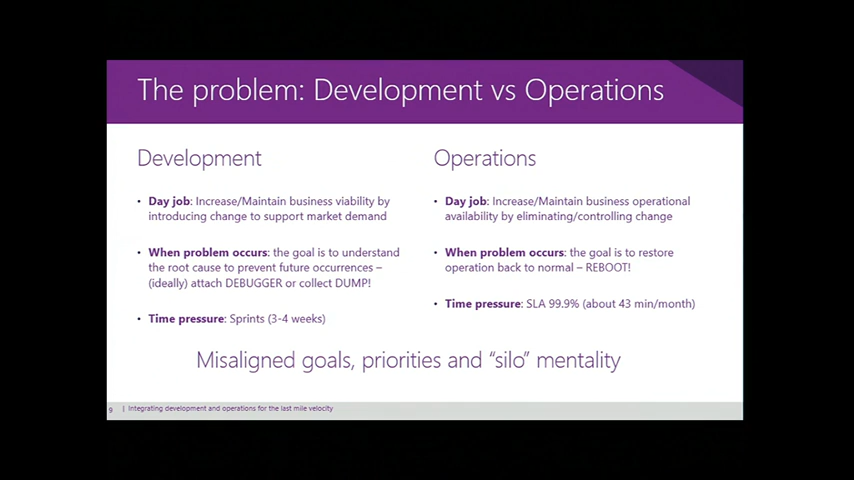 The problem: Development vs Operations
Development
• Day job: Increase/Maintain business viability by
introducing change to support market demand
• When problem occurs: the goal is to understand
the root cause to prevent future occurrences –
(ideally) attach DEBUGGER or collect DUMP!
• Time pressure: Sprints (3-4 weeks)
Operations
• Day job: Increase/Maintain business operational
availability by eliminating/controlling change
• When problem occurs: the goal is to restore
operation back to normal – REBOOT!
• Time pressure: SLA 99.9% (about 43 min/month)
Misaligned goals, priorities and “silo” mentality
9 | Integrating development and operations for the last mile velocity